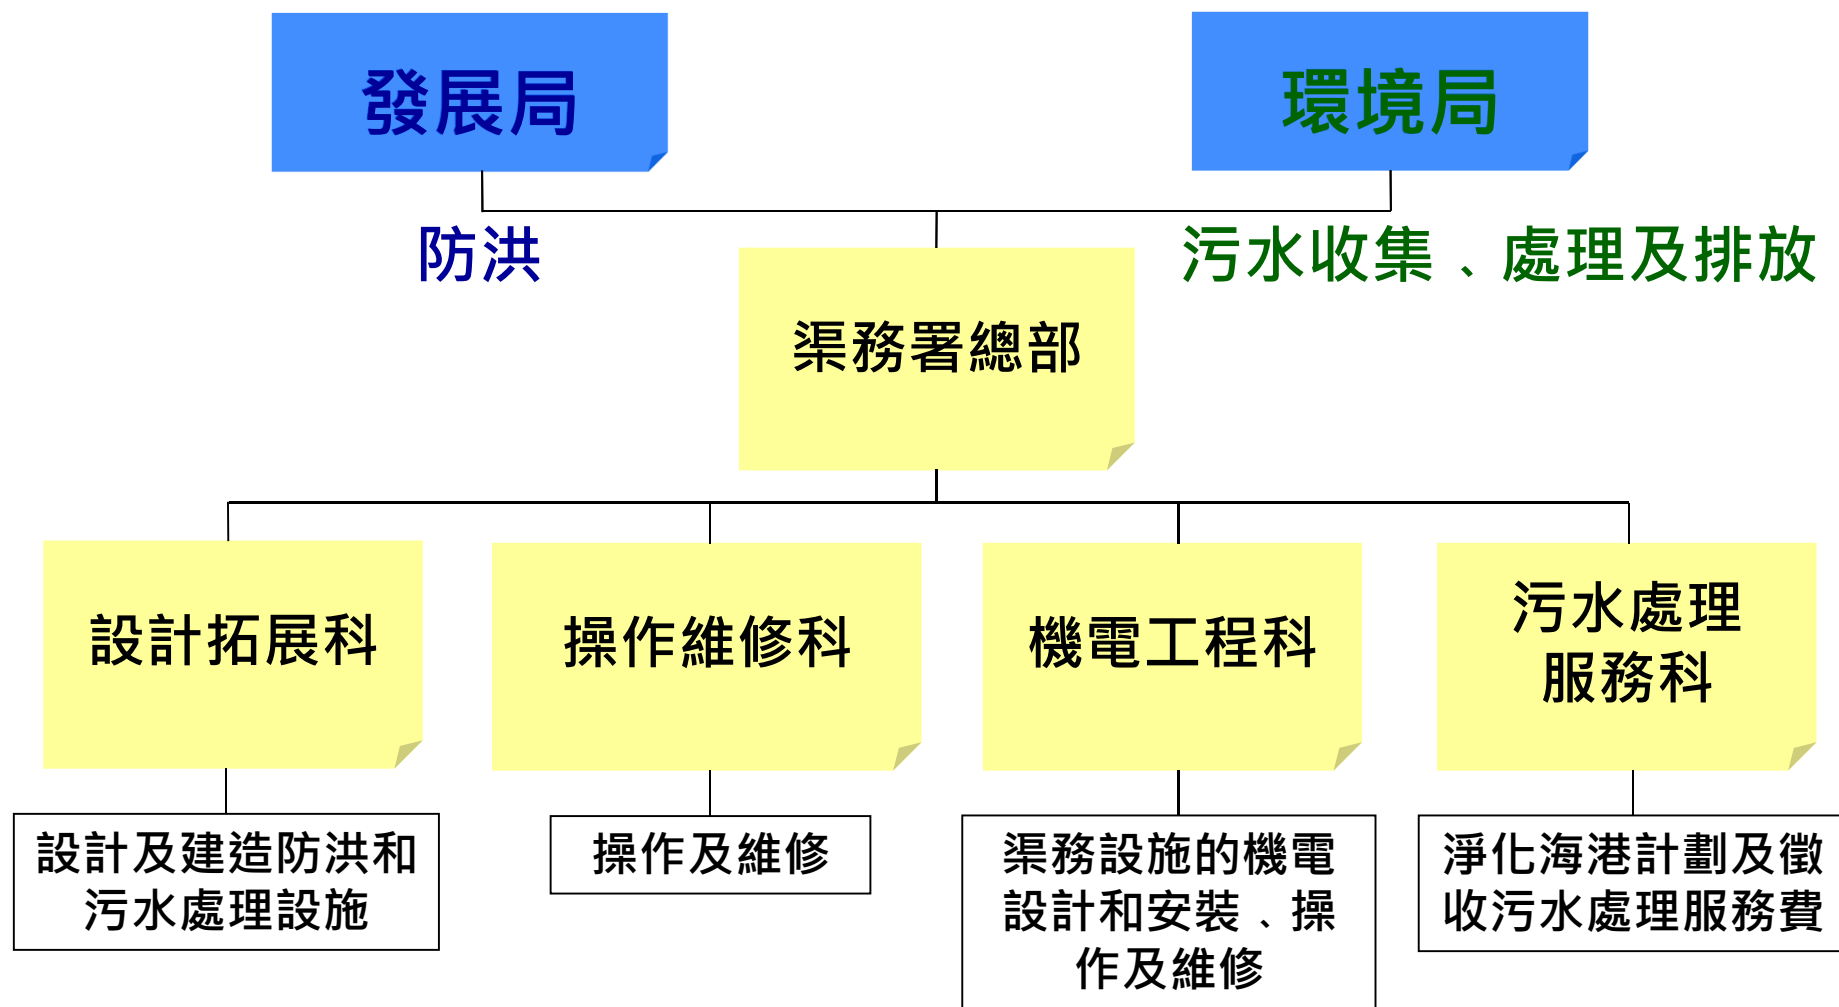 發展局
環境局
防洪
污水收集﹑處理及排放
渠務署總部
設計拓展科
操作維修科
機電工程科
污水處理
服務科
設計及建造防洪和
污水處理設施
操作及維修
渠務設施的機電
設計和安裝﹑操
作及維修
淨化海港計劃及徵
收污水處理服務費